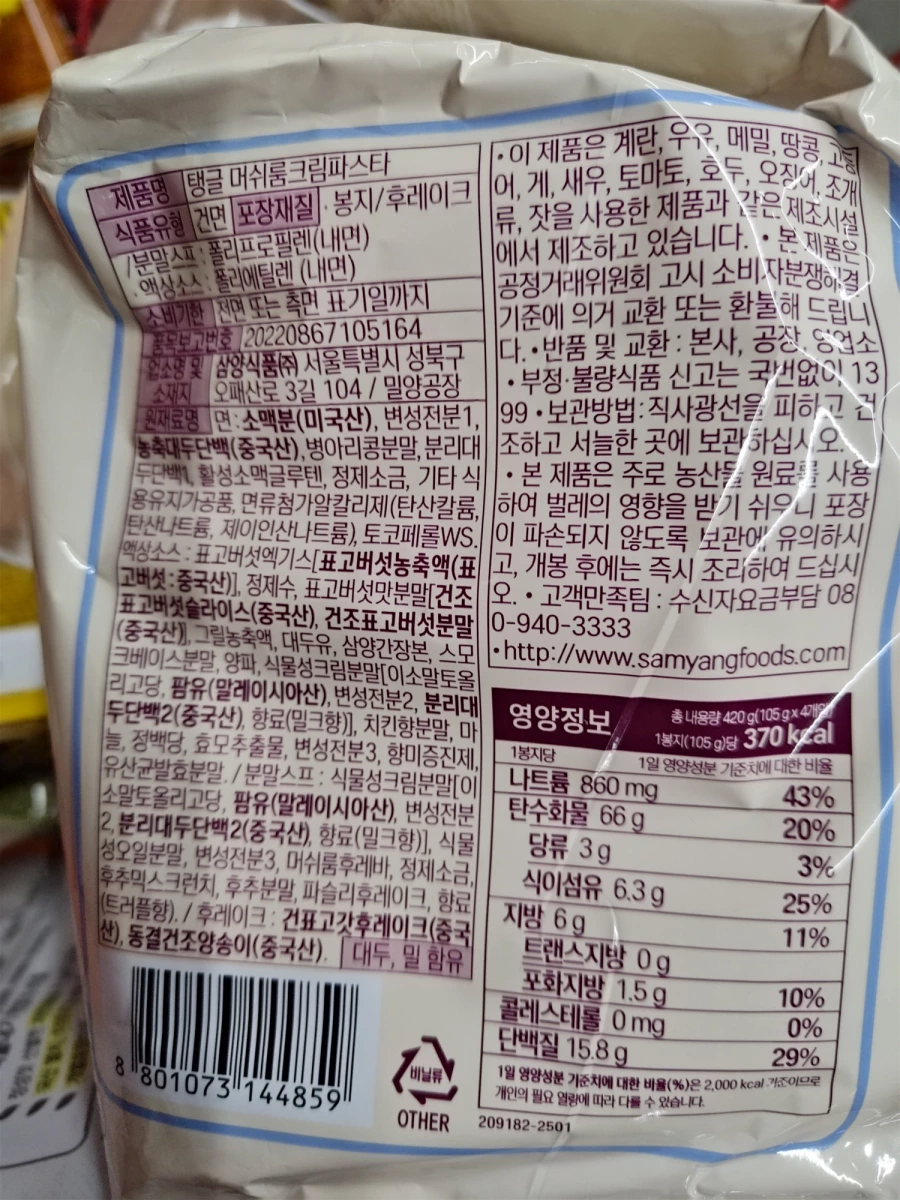 제품명 탱글 머쉬룸크림파스타
식품유형 건면 포장재질 · 봉지/후레이크
/분말스프 : 폴리프로필렌(내면)
· 액상소스 : 폴리에틸렌 (내면)
소비기한 전면 또는 측면 표기일까지
품목보고번호 20220867105164
업소명 및 삼양식품㈜ 서울특별시 성북구
소재지 오패산로 3길 104 / 밀양공장
원재료명 면 : 소맥분(미국산), 변성전분1,
농축대두단백(중국산), 병아리콩분말, 분리대
두단백1, 활성소맥글루텐, 정제소금, 기타 식
용유지가공품, 면류첨가알칼리제(탄산칼륨,
탄산나트륨, 제이인산나트륨), 토코페롤WS.
액상소스 : 표고버섯엑기스[표고버섯농축액(표
고버섯:중국산)], 정제수, 표고버섯맛분말[건조
표고버섯슬라이스(중국산), 건조표고버섯분말
(중국산)], 그릴농축액, 대두유, 삼양간장본, 스모
크베이스분말, 양파, 식물성크림분말[이소말토올
리고당, 팜유(말레이시아산), 변성전분2, 분리대
두단백2(중국산), 향료(밀크향)], 치킨향분말, 마
늘, 정백당, 효모추출물, 변성전분3, 향미증진제,
유산균발효분말. / 분말스프 : 식물성크림분말[이
소말토올리고당, 팜유(말레이시아산), 변성전분
2, 분리대두단백2(중국산), 향료(밀크향)], 식물
성오일분말, 변성전분3, 머쉬룸후레바, 정제소금,
후추믹스크런치, 후추분말, 파슬리후레이크, 향료
(트러플향). / 후레이크 : 건표고갓후레이크(중국
산), 동결건조양송이(중국산). 대두, 밀 함유
8 801073 144859
비닐류
OTHER
• 이 제품은 계란, 우유, 메밀, 땅콩, 고등
어, 게, 새우, 토마토, 호두, 오징어, 조개
류, 잣을 사용한 제품과 같은 제조시설
에서 제조하고 있습니다. • 본 제품은
공정거래위원회 고시 소비자분쟁해결
기준에 의거 교환 또는 환불해 드립니
다. • 반품 및 교환 : 본사, 공장, 영업소
• 부정·불량식품 신고는 국번없이 13
99 • 보관방법 : 직사광선을 피하고 건
조하고 서늘한 곳에 보관하십시오.
• 본 제품은 주로 농산물 원료를 사용
하여 벌레의 영향을 받기 쉬우니 포장
이 파손되지 않도록 보관에 유의하시
고, 개봉 후에는 즉시 조리하여 드십시
오. • 고객만족팀 : 수신자요금부담 08
0-940-3333
• http://www.samyangfoods.com
영양정보 총 내용량 420 g(105 g x 4개입)
1봉지(105 g)당 370 kcal
1봉지당 1일 영양성분 기준치에 대한 비율
나트륨 860 mg 43%
탄수화물 66 g 20%
당류 3 g 3%
식이섬유 6.3 g 25%
지방 6 g 11%
트랜스지방 0 g
포화지방 1.5 g 10%
콜레스테롤 0 mg 0%
단백질 15.8 g 29%
1일 영양성분 기준치에 대한 비율(%)은 2,000 kcal 기준이므로
개인의 필요 열량에 따라 다를 수 있습니다.
209182-2501